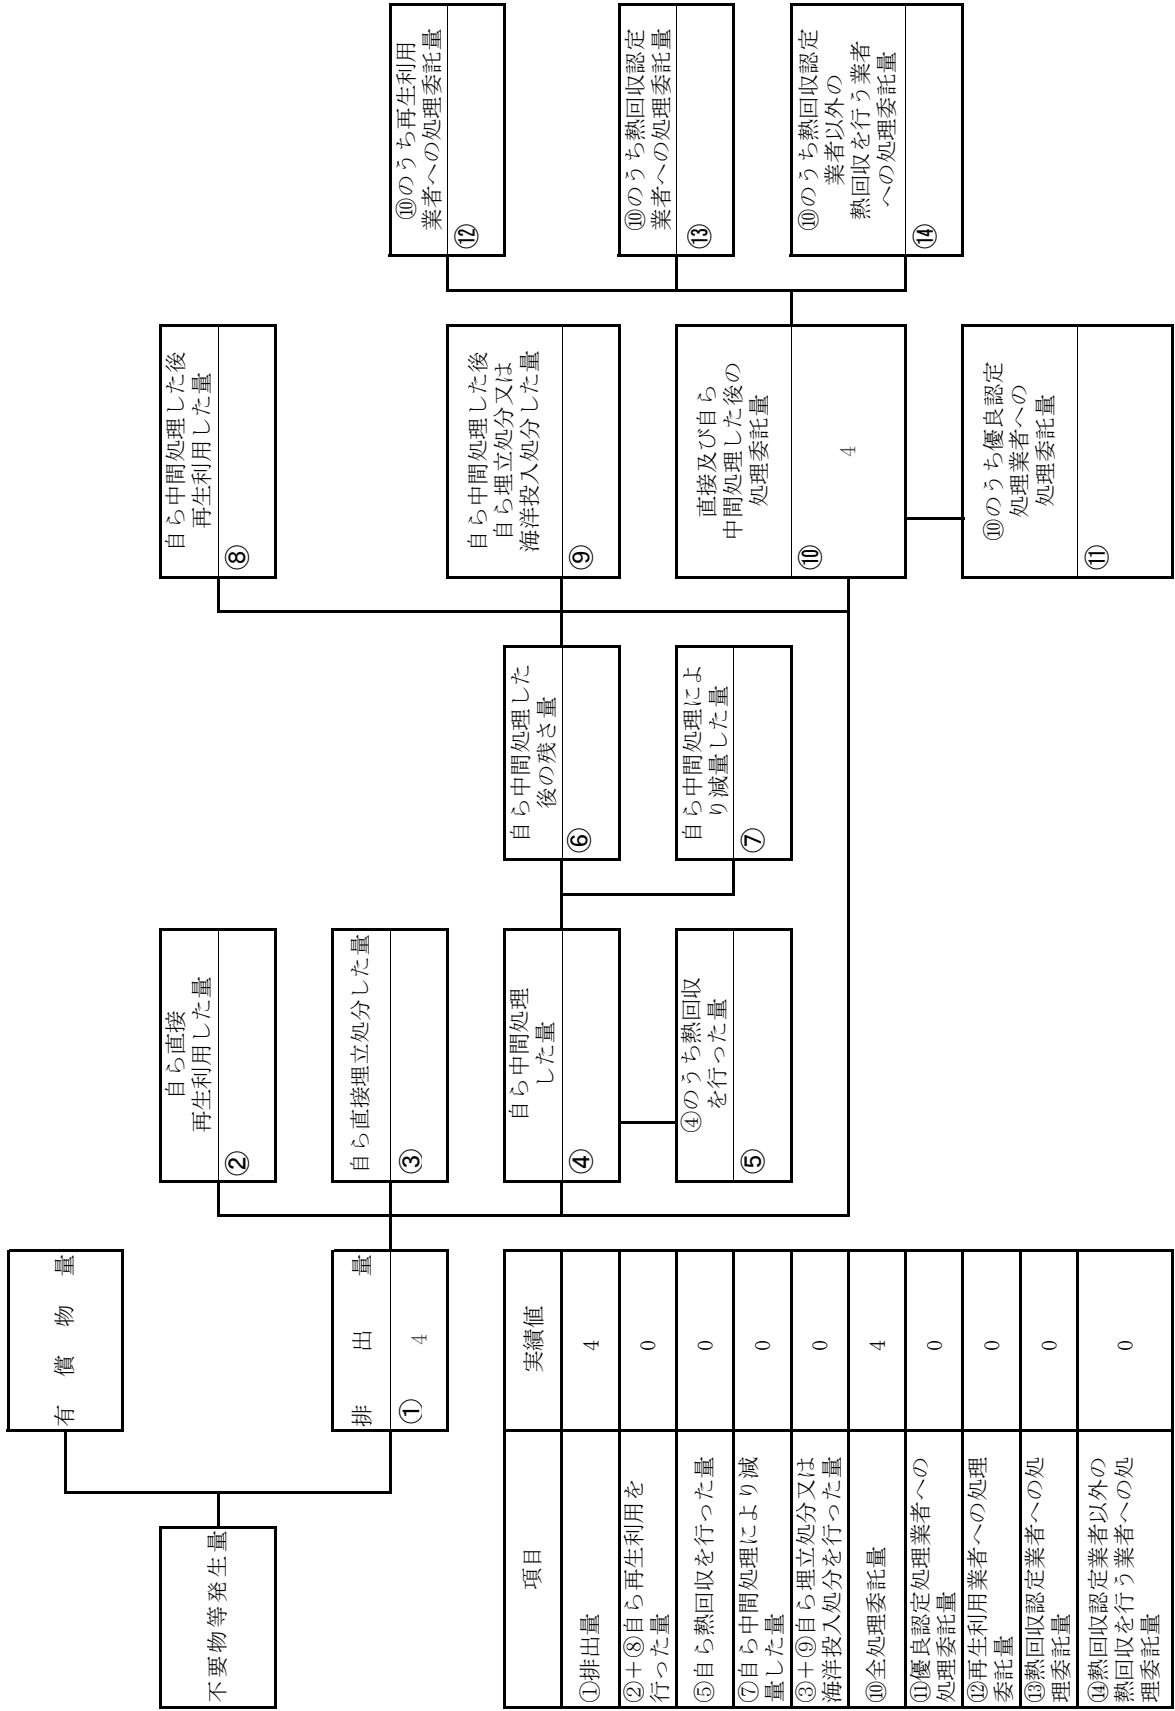 不要物等発生量
有償物量
排出量
①
4
自ら直接
再生利用した量
②
自ら直接埋立処分した量
③
自ら中間処理
した量
④
④のうち熱回収
を行った量
⑤
自ら中間処理した
後の残さ量
⑥
自ら中間処理によ
り減量した量
⑦
自ら中間処理した後
再生利用した量
⑧
自ら中間処理した後
自ら埋立処分又は
海洋投入処分した量
⑨
直接及び自ら
中間処理した後の
処理委託量
⑩
4
⑩のうち優良認定
処理業者への
処理委託量
⑪
⑩のうち再生利用
業者への処理委託量
⑫
⑩のうち熱回収認定
業者への処理委託量
⑬
⑩のうち熱回収認定
業者以外の
熱回収を行う業者
への処理委託量
⑭
項目 実績値
①排出量 4
②+⑧自ら再生利用を
行った量 0
⑤自ら熱回収を行った量 0
⑦自ら中間処理により減
量した量 0
③+⑨自ら埋立処分又は
海洋投入処分を行った量 0
⑩全処理委託量 4
⑪優良認定処理業者への
処理委託量 0
⑫再生利用業者への処理
委託量 0
⑬熱回収認定業者への処
理委託量 0
⑭熱回収認定業者以外の
熱回収を行う業者への処
理委託量 0